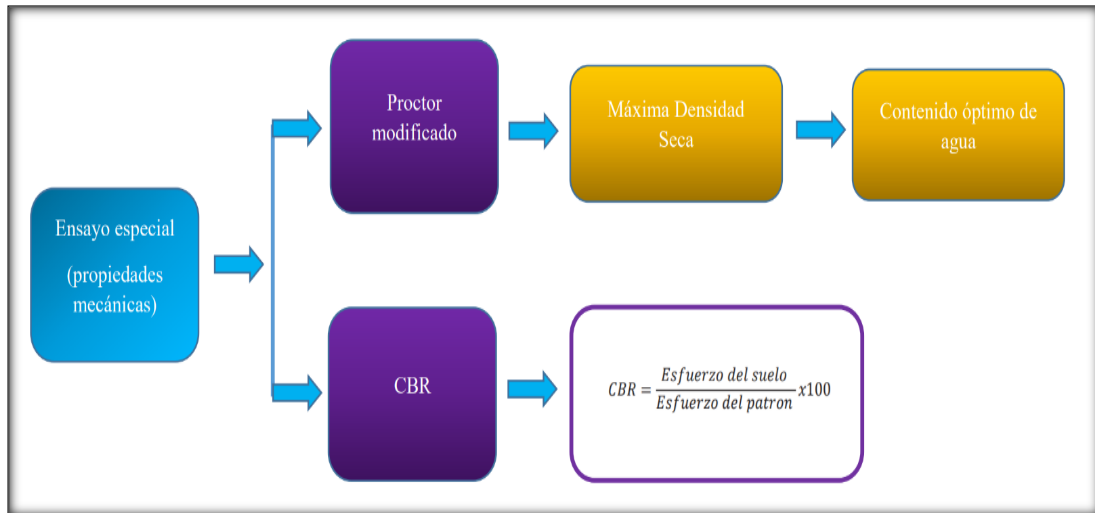 Ensayo especial
(propiedades
mecánicas)
Proctor
modificado
Máxima Densidad
Seca
Contenido óptimo de
agua
CBR
CBR = Esfuerzo del suelo / Esfuerzo del patron x100